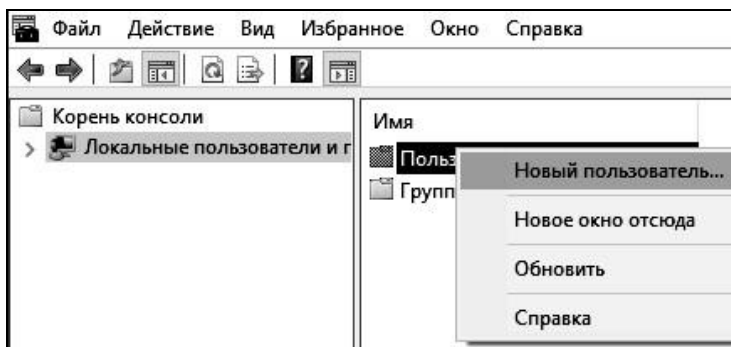 Файл Действие Вид Избранное Окно Справка
Корень консоли
Локальные пользователи и г
Имя
Польз
Групп
Новый пользователь...
Новое окно отсюда
Обновить
Справка